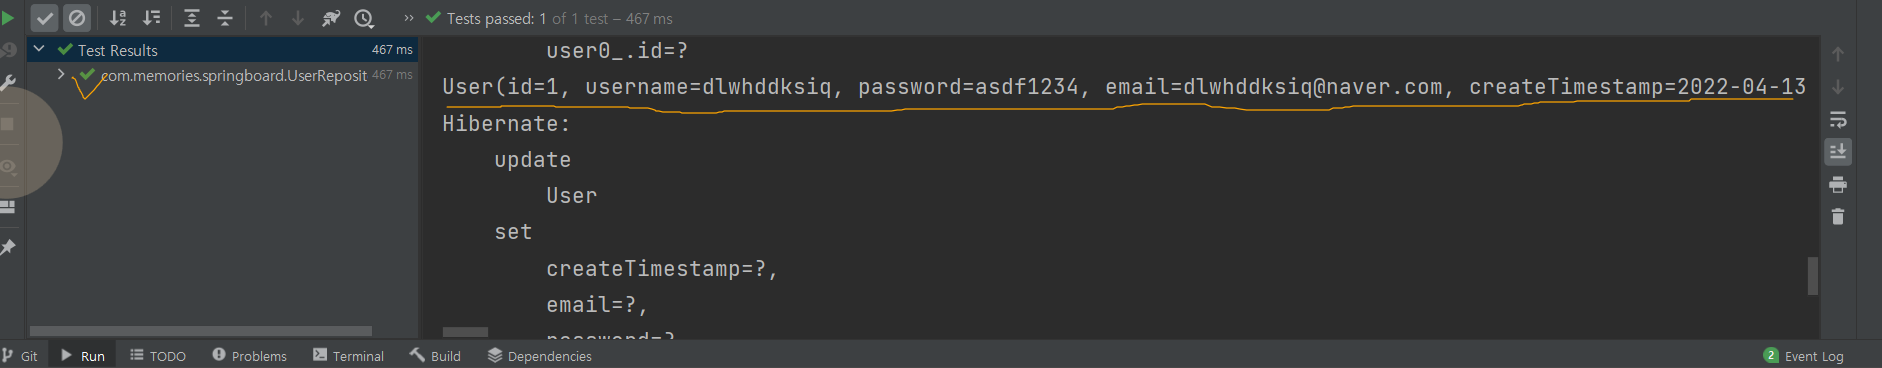 Tests passed: 1 of 1 test – 467 ms
Test Results 467 ms
com.memories.springboard.UserReposit 467 ms
user0_.id=?
User(id=1, username=dlwhddksiq, password=asdf1234, email=dlwhddksiq@naver.com, createTimestamp=2022-04-13
Hibernate:
update
User
set
createTimestamp=?,
email=?,
password=?
Git Run TODO Problems Terminal Build Dependencies 2 Event Log